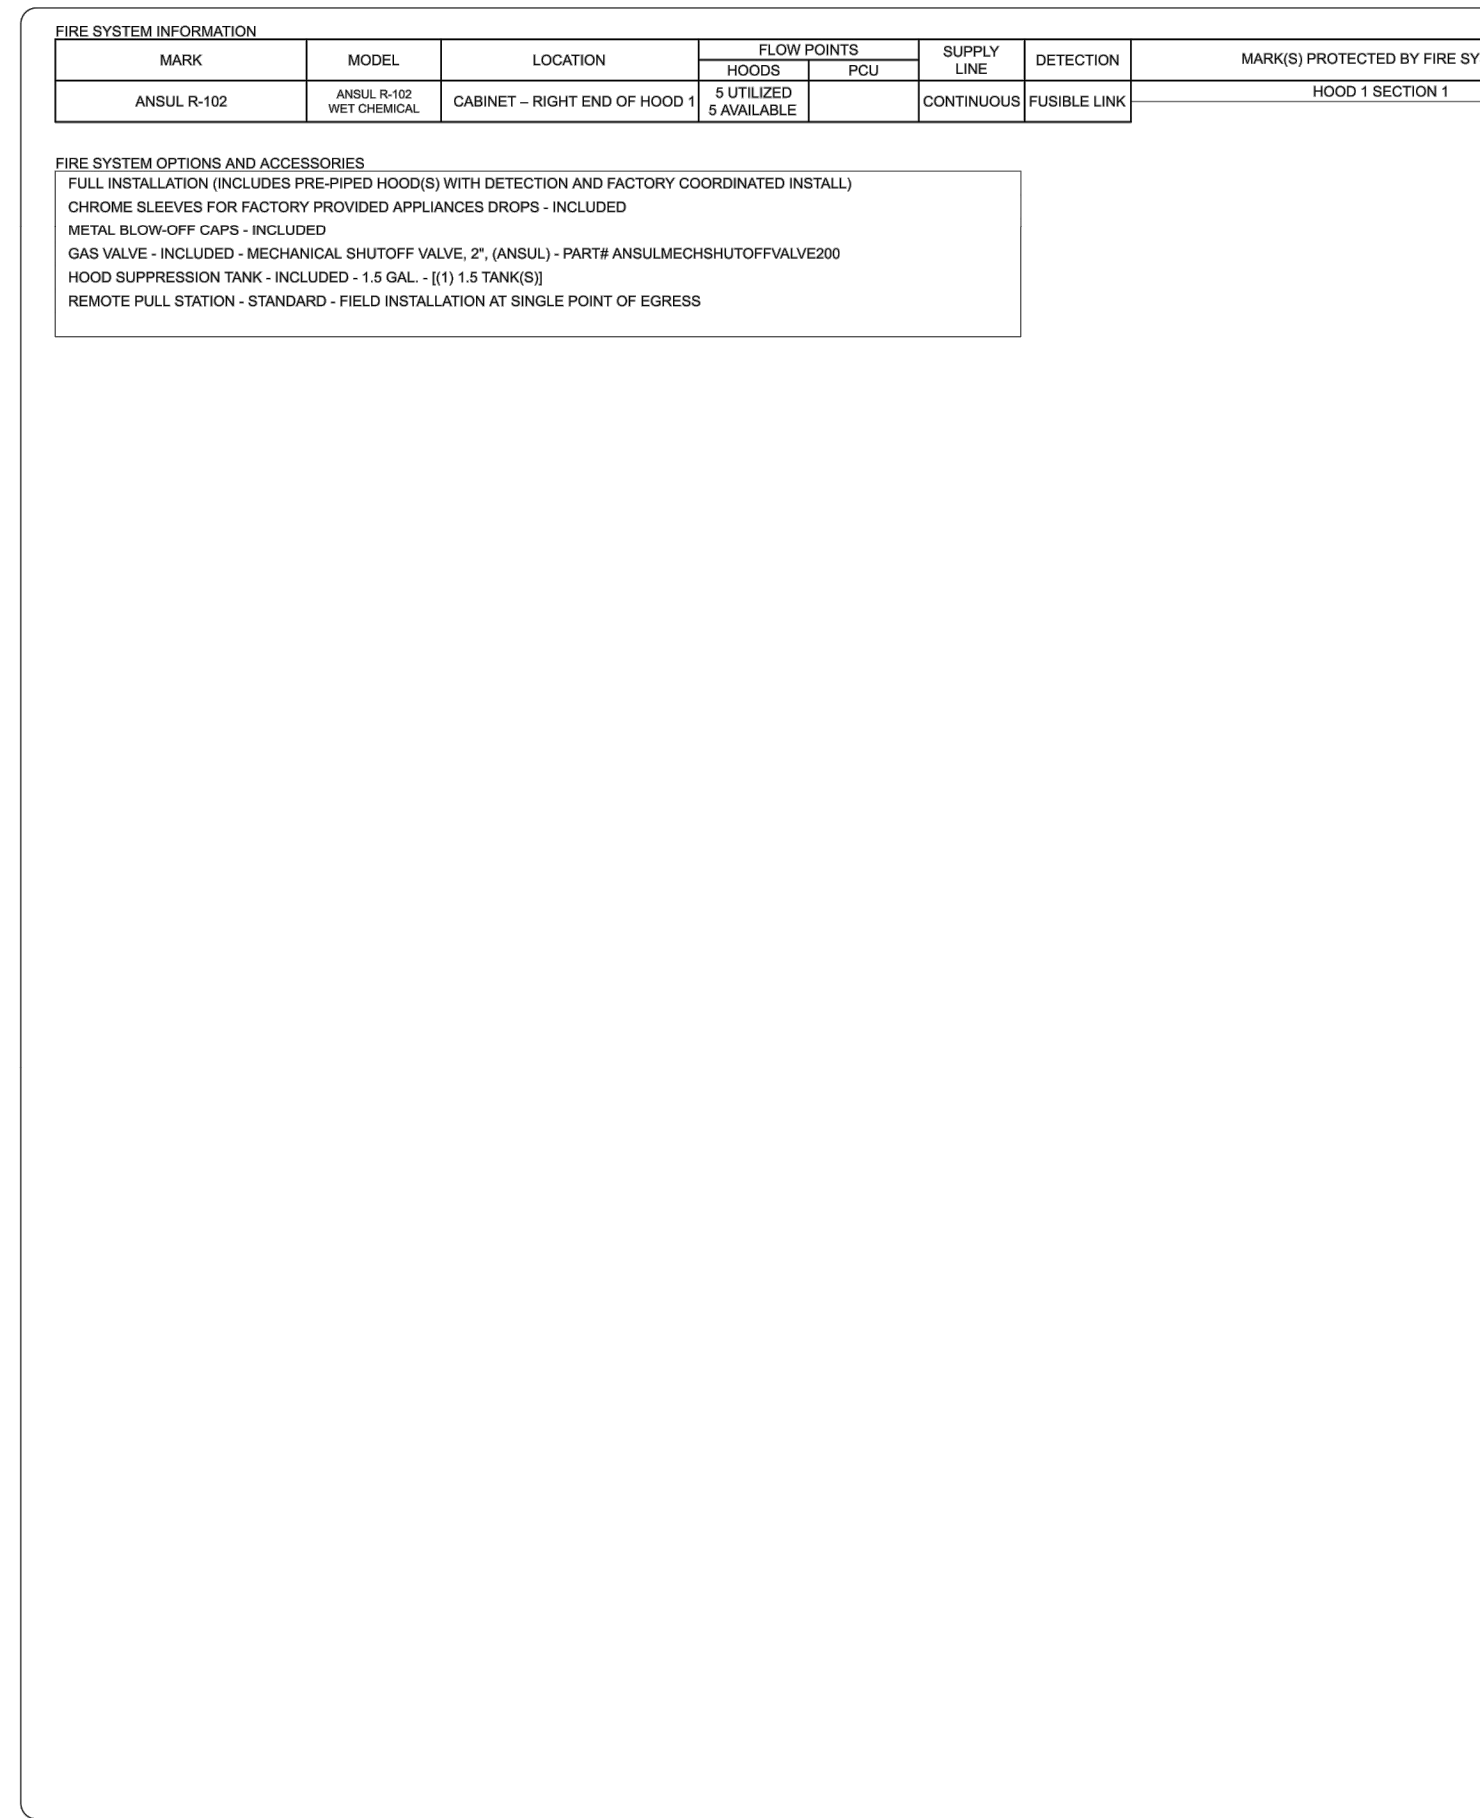 FIRE SYSTEM INFORMATION
MARK MODEL LOCATION FLOW POINTS SUPPLY LINE DETECTION MARK(S) PROTECTED BY FIRE SY
HOODS PCU
ANSUL R-102 ANSUL R-102 WET CHEMICAL CABINET – RIGHT END OF HOOD 1 5 UTILIZED 5 AVAILABLE CONTINUOUS FUSIBLE LINK HOOD 1 SECTION 1
FIRE SYSTEM OPTIONS AND ACCESSORIES
FULL INSTALLATION (INCLUDES PRE-PIPED HOOD(S) WITH DETECTION AND FACTORY COORDINATED INSTALL)
CHROME SLEEVES FOR FACTORY PROVIDED APPLIANCES DROPS - INCLUDED
METAL BLOW-OFF CAPS - INCLUDED
GAS VALVE - INCLUDED - MECHANICAL SHUTOFF VALVE, 2", (ANSUL) - PART# ANSULMECHSHUTOFFVALVE200
HOOD SUPPRESSION TANK - INCLUDED - 1.5 GAL. - [(1) 1.5 TANK(S)]
REMOTE PULL STATION - STANDARD - FIELD INSTALLATION AT SINGLE POINT OF EGRESS